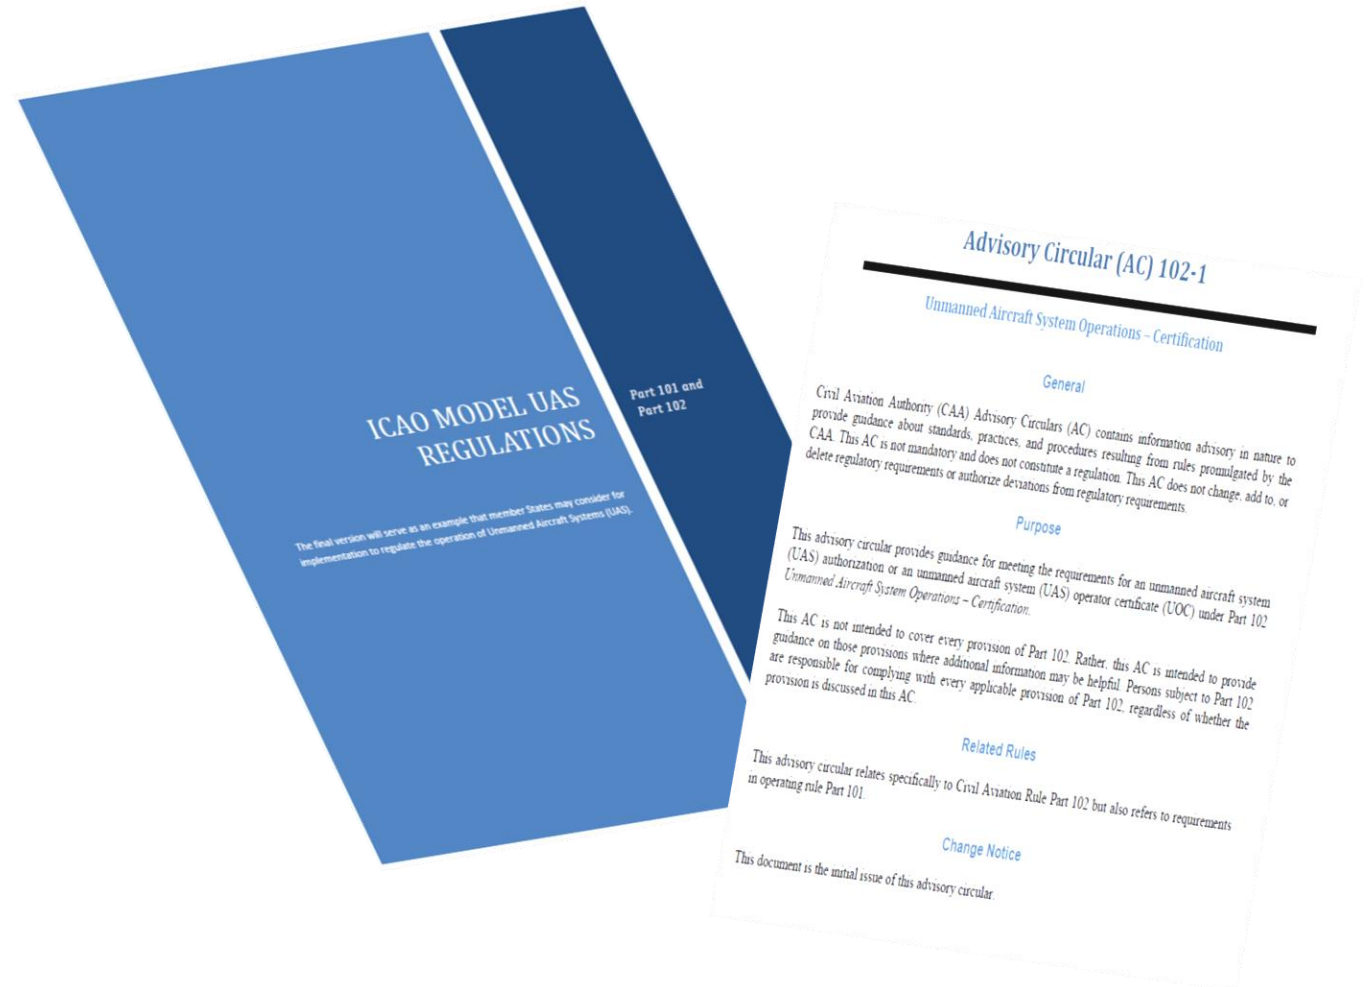 ICAO MODEL UAS
REGULATIONS
The final version will serve as an example that member States may consider for
implementation to regulate the operation of Unmanned Aircraft Systems (UAS).
Part 101 and
Part 102
Advisory Circular (AC) 102-1
Unmanned Aircraft System Operations – Certification
General
Civil Aviation Authority (CAA) Advisory Circulars (AC) contains information advisory in nature to
provide guidance about standards, practices, and procedures resulting from rules promulgated by the
CAA. This AC is not mandatory and does not constitute a regulation. This AC does not change, add to, or
delete regulatory requirements or authorize deviations from regulatory requirements.
Purpose
This advisory circular provides guidance for meeting the requirements for an unmanned aircraft system
(UAS) authorization or an unmanned aircraft system (UAS) operator certificate (UOC) under Part 102
Unmanned Aircraft System Operations – Certification.
This AC is not intended to cover every provision of Part 102. Rather, this AC is intended to provide
guidance on those provisions where additional information may be helpful. Persons subject to Part 102
are responsible for complying with every applicable provision of Part 102, regardless of whether the
provision is discussed in this AC.
Related Rules
This advisory circular relates specifically to Civil Aviation Rule Part 102 but also refers to requirements
in operating rule Part 101.
Change Notice
This document is the initial issue of this advisory circular.